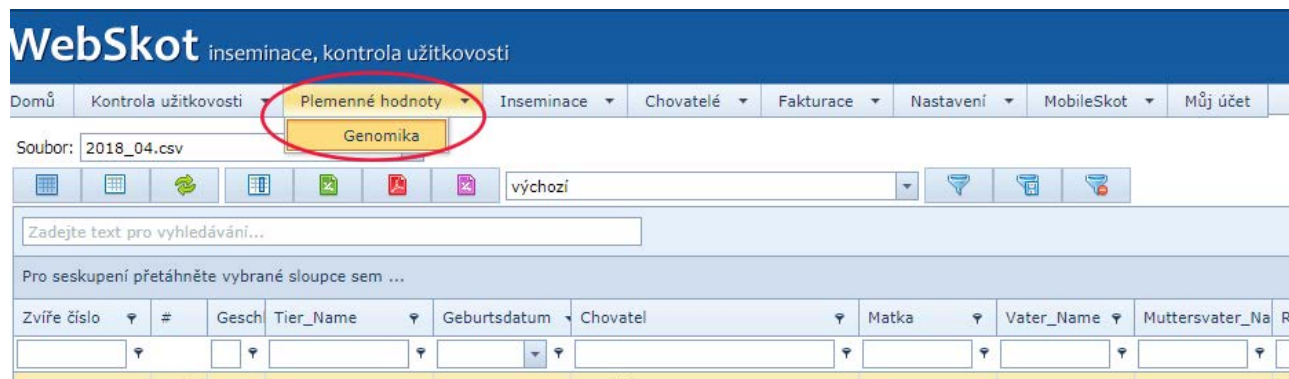 WebSkot inseminace, kontrola užitkovosti
Domů Kontrola užitkovosti Plemenné hodnoty Inseminace Chovatelé Fakturace Nastavení MobileSkot Můj účet
Genomika
Soubor: 2018_04.csv
výchozí
Zadejte text pro vyhledávání...
Pro seskupení přetáhněte vybrané sloupce sem ...
Zvíře číslo # Geschl Tier_Name Geburtsdatum Chovatel Matka Vater_Name Muttersvater_Na R